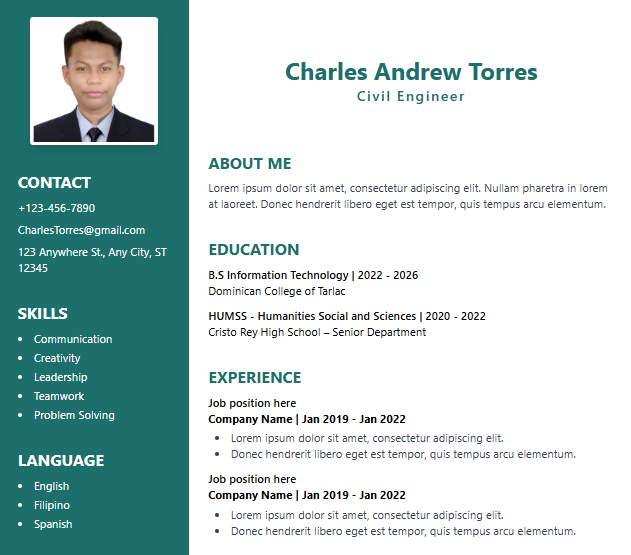 Charles Andrew Torres
Civil Engineer
CONTACT
+123-456-7890
CharlesTorres@gmail.com
123 Anywhere St., Any City, ST
12345
SKILLS
• Communication
• Creativity
• Leadership
• Teamwork
• Problem Solving
LANGUAGE
• English
• Filipino
• Spanish
ABOUT ME
Lorem ipsum dolor sit amet, consectetur adipiscing elit. Nullam pharetra in lorem
at laoreet. Donec hendrerit libero eget est tempor, quis tempus arcu elementum.
EDUCATION
B.S Information Technology | 2022 - 2026
Dominican College of Tarlac
HUMSS - Humanities Social and Sciences | 2020 - 2022
Cristo Rey High School – Senior Department
EXPERIENCE
Job position here
Company Name | Jan 2019 - Jan 2022
• Lorem ipsum dolor sit amet, consectetur adipiscing elit.
• Donec hendrerit libero eget est tempor, quis tempus arcu elementum.
Job position here
Company Name | Jan 2019 - Jan 2022
• Lorem ipsum dolor sit amet, consectetur adipiscing elit.
• Donec hendrerit libero eget est tempor, quis tempus arcu elementum.